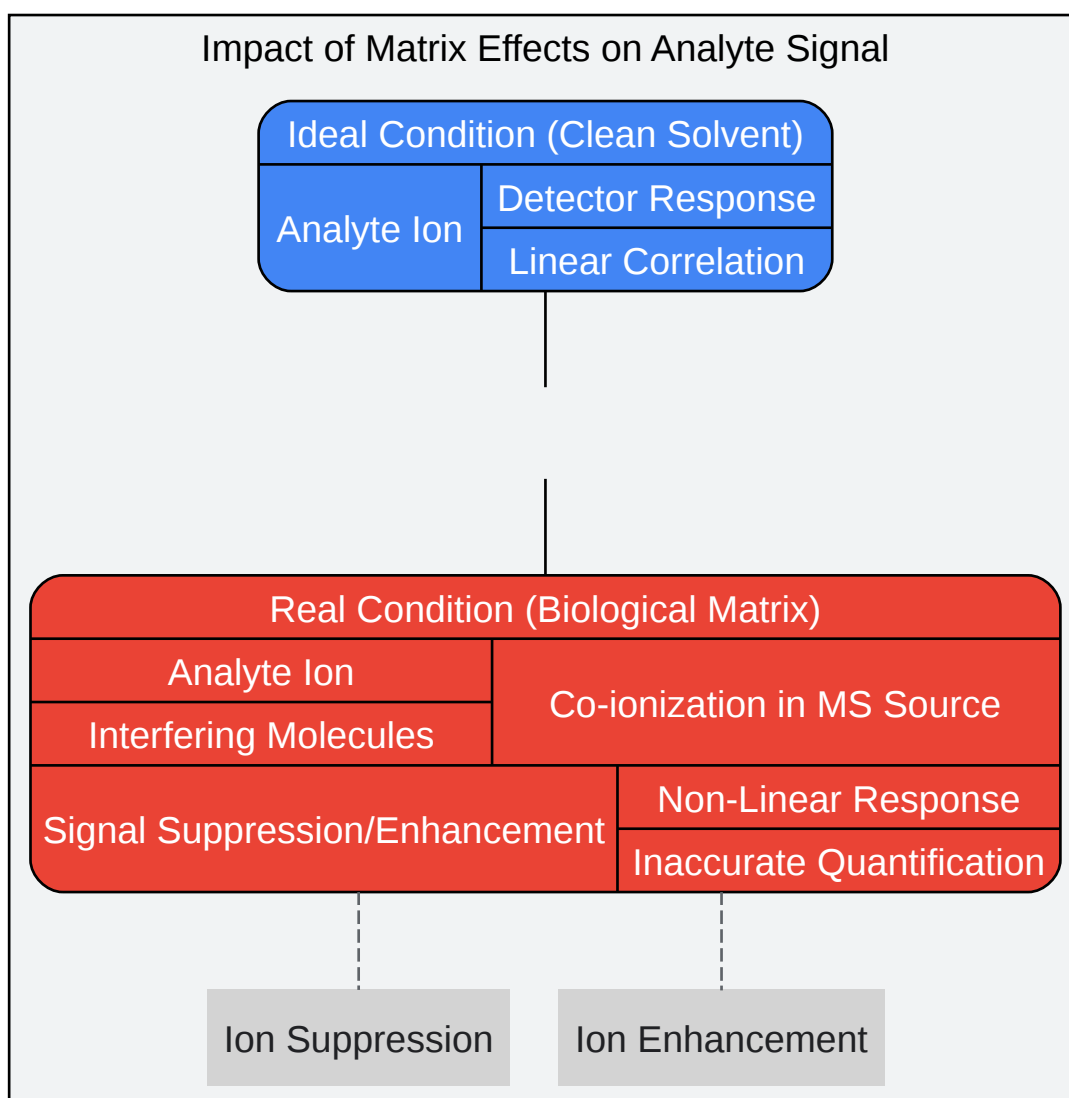 Impact of Matrix Effects on Analyte Signal
Ideal Condition (Clean Solvent)
Analyte Ion
Detector Response
Linear Correlation
Real Condition (Biological Matrix)
Analyte Ion
Interfering Molecules
Co-ionization in MS Source
Signal Suppression/Enhancement
Non-Linear Response
Inaccurate Quantification
Ion Suppression
Ion Enhancement